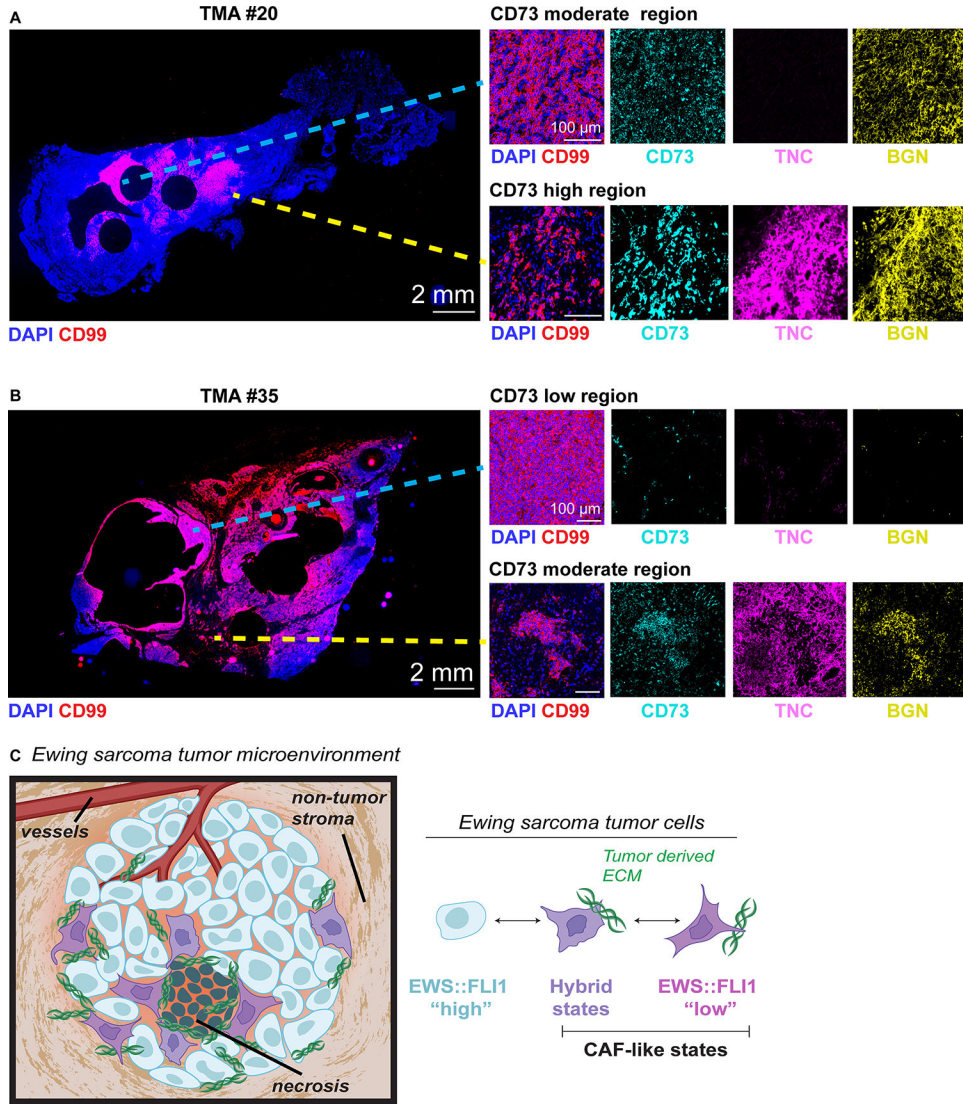 A
TMA #20
2 mm
DAPI CD99
CD73 moderate region
100 µm
DAPI CD99
CD73
TNC
BGN
CD73 high region
DAPI CD99
CD73
TNC
BGN
B
TMA #35
2 mm
DAPI CD99
CD73 low region
100 µm
DAPI CD99
CD73
TNC
BGN
CD73 moderate region
DAPI CD99
CD73
TNC
BGN
C Ewing sarcoma tumor microenvironment
vessels
non-tumor
stroma
necrosis
Ewing sarcoma tumor cells
Tumor derived
ECM
EWS::FLI1
“high”
Hybrid
states
EWS::FLI1
“low”
CAF-like states